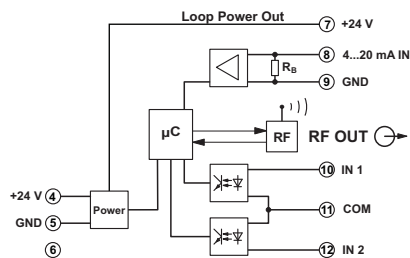 Loop Power Out
7 +24 V
8 4...20 mA IN
RB
9 GND
µC
RF
RF OUT
10 IN 1
+24 V 4
Power
11 COM
GND 5
6
12 IN 2